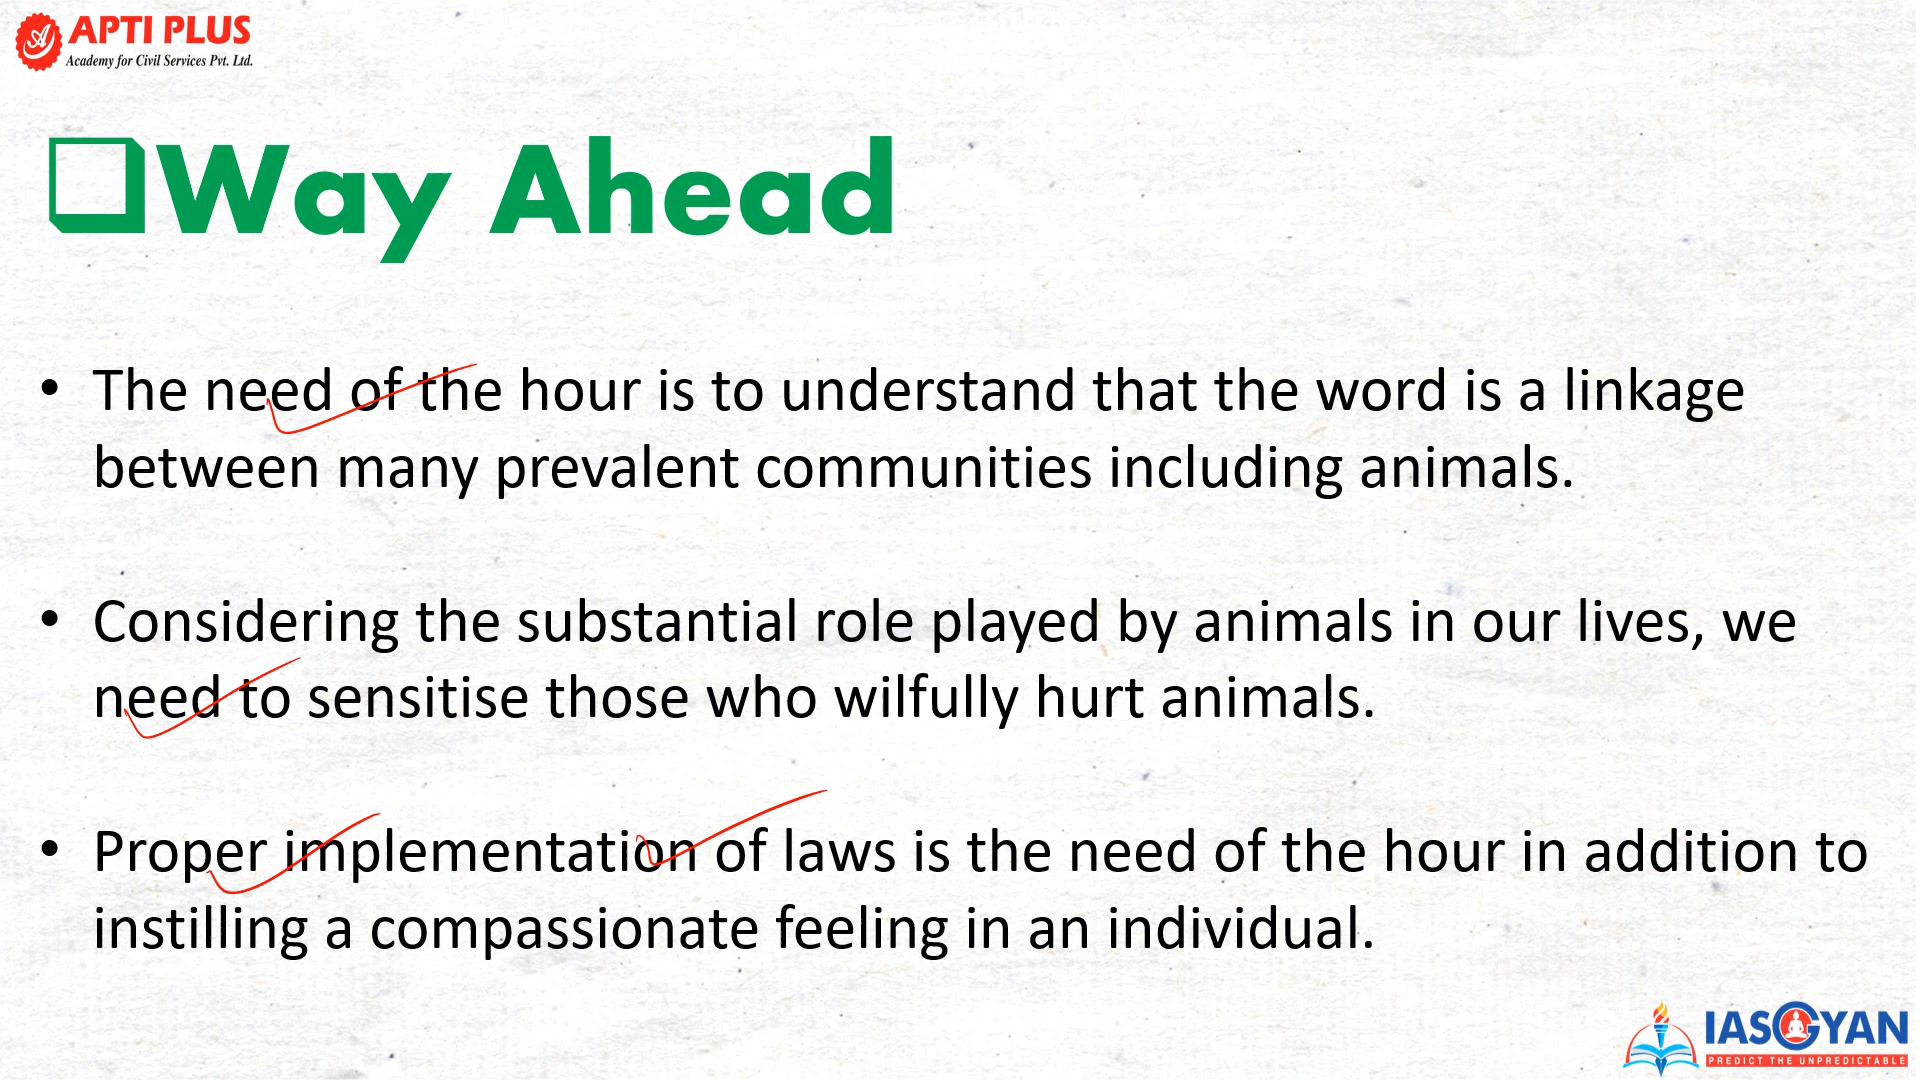 APTI PLUS
Academy for Civil Services Pvt. Ltd.
❑Way Ahead
• The need of the hour is to understand that the word is a linkage
between many prevalent communities including animals.
• Considering the substantial role played by animals in our lives, we
need to sensitise those who wilfully hurt animals.
• Proper implementation of laws is the need of the hour in addition to
instilling a compassionate feeling in an individual.
IASGYAN
PREDICT THE UNPREDICTABLE